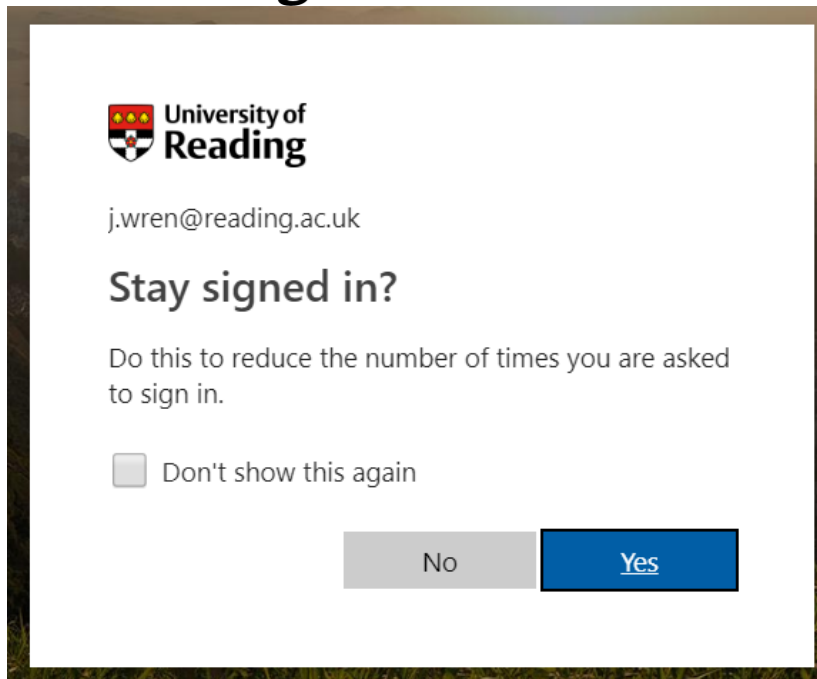 University of
Reading
j.wren@reading.ac.uk
Stay signed in?
Do this to reduce the number of times you are asked
to sign in.
Don't show this again
No Yes